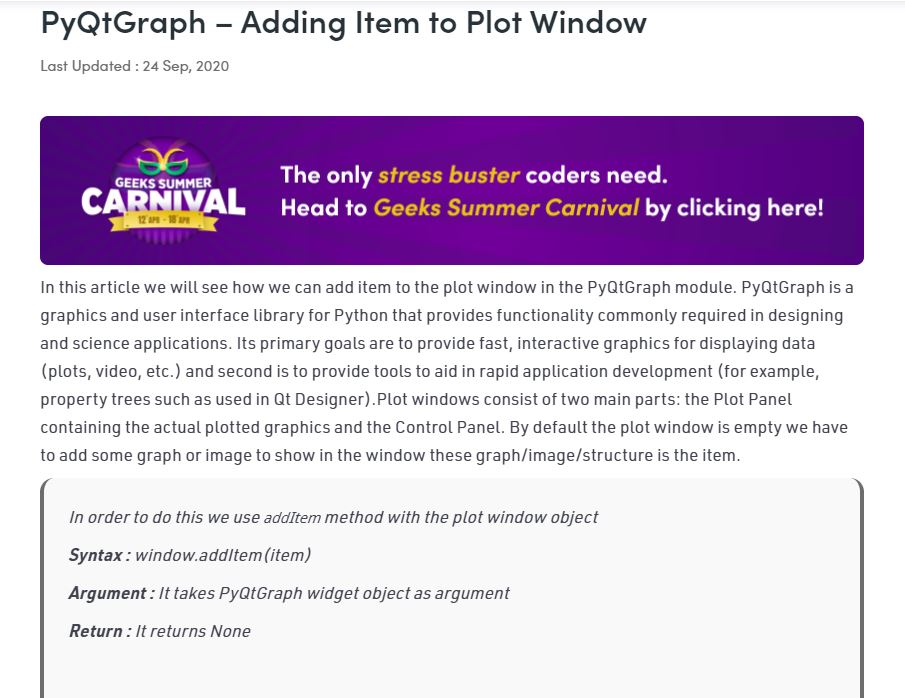 PyQtGraph – Adding Item to Plot Window
Last Updated : 24 Sep, 2020
GEEKS SUMMER
CARNIVAL
12 APR - 18 APR
The only stress buster coders need.
Head to Geeks Summer Carnival by clicking here!
In this article we will see how we can add item to the plot window in the PyQtGraph module. PyQtGraph is a
graphics and user interface library for Python that provides functionality commonly required in designing
and science applications. Its primary goals are to provide fast, interactive graphics for displaying data
(plots, video, etc.) and second is to provide tools to aid in rapid application development (for example,
property trees such as used in Qt Designer).Plot windows consist of two main parts: the Plot Panel
containing the actual plotted graphics and the Control Panel. By default the plot window is empty we have
to add some graph or image to show in the window these graph/image/structure is the item.
In order to do this we use addItem method with the plot window object
Syntax : window.addItem(item)
Argument : It takes PyQtGraph widget object as argument
Return : It returns None